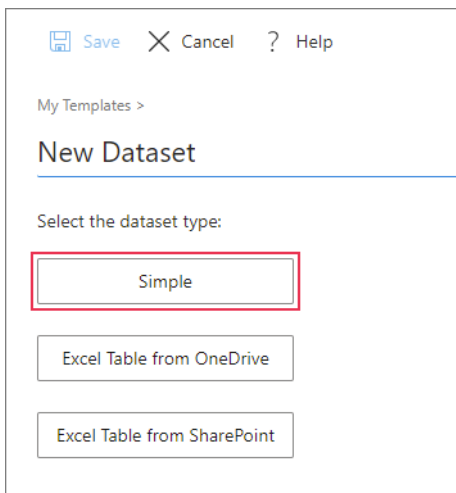 Save Cancel ? Help
My Templates >
New Dataset
Select the dataset type:
Simple
Excel Table from OneDrive
Excel Table from SharePoint